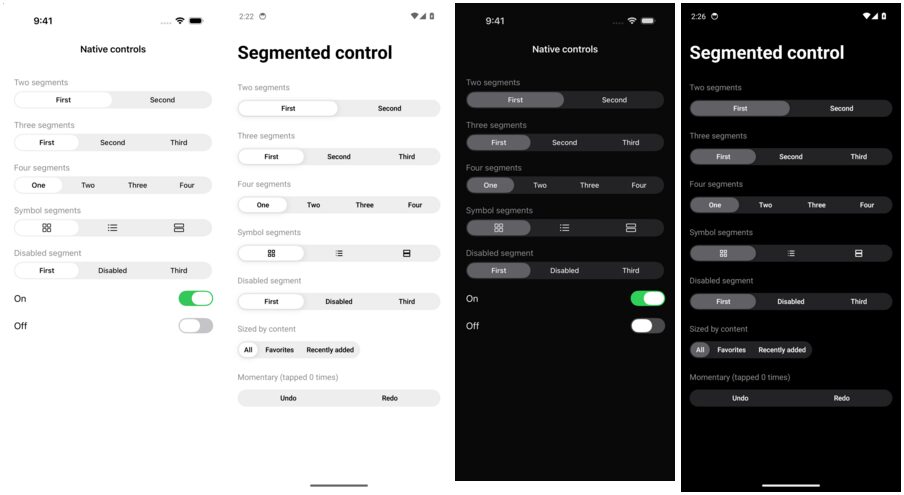 9:41
Native controls
Two segments
First Second
Three segments
First Second Third
Four segments
One Two Three Four
Symbol segments
Disabled segment
First Disabled Third
On
Off
2:22
Segmented control
Two segments
First Second
Three segments
First Second Third
Four segments
One Two Three Four
Symbol segments
Disabled segment
First Disabled Third
Sized by content
All Favorites Recently added
Momentary (tapped 0 times)
Undo Redo
9:41
Native controls
Two segments
First Second
Three segments
First Second Third
Four segments
One Two Three Four
Symbol segments
Disabled segment
First Disabled Third
On
Off
2:26
Segmented control
Two segments
First Second
Three segments
First Second Third
Four segments
One Two Three Four
Symbol segments
Disabled segment
First Disabled Third
Sized by content
All Favorites Recently added
Momentary (tapped 0 times)
Undo Redo